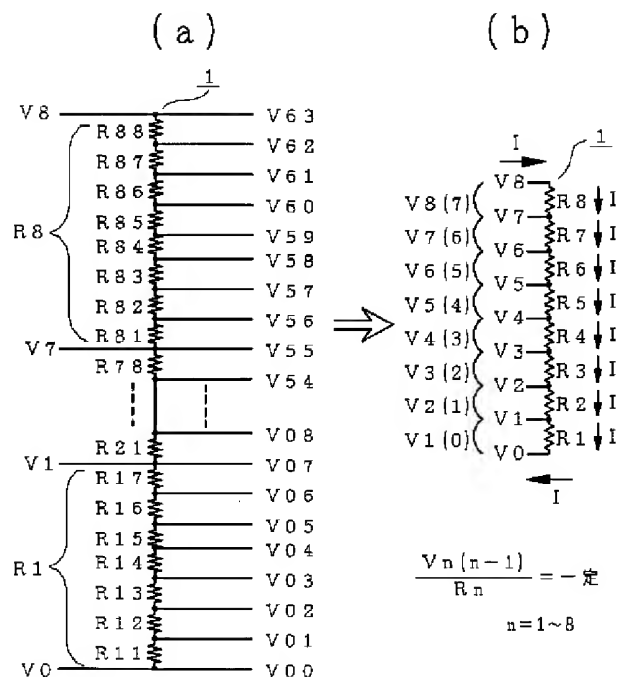 (a)
1
V8
V63
R88
V62
R87
V61
R86
V60
R8
R85
V59
R84
V58
R83
V57
R82
V56
R81
V7
V55
R78
V54
V08
R21
V1
V07
R17
V06
R16
V05
R15
V04
R1
R14
V03
R13
V02
R12
V01
R11
V0
V00
(b)
1
I
V8
V8(7)
R8
I
V7
V7(6)
R7
I
V6
V6(5)
R6
I
V5
V5(4)
R5
I
V4
V4(3)
R4
I
V3
V3(2)
R3
I
V2
V2(1)
R2
I
V1
V1(0)
R1
I
V0
I
Vn(n-1)
Rn
=一定
n=1~8